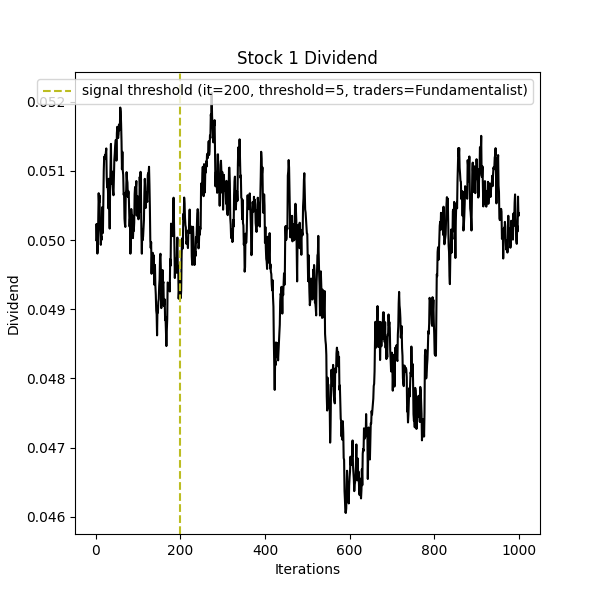 Stock 1 Dividend
signal threshold (it=200, threshold=5, traders=Fundamentalist)
0.052
0.051
0.050
0.049
0.048
0.047
0.046
Dividend
0 200 400 600 800 1000
Iterations